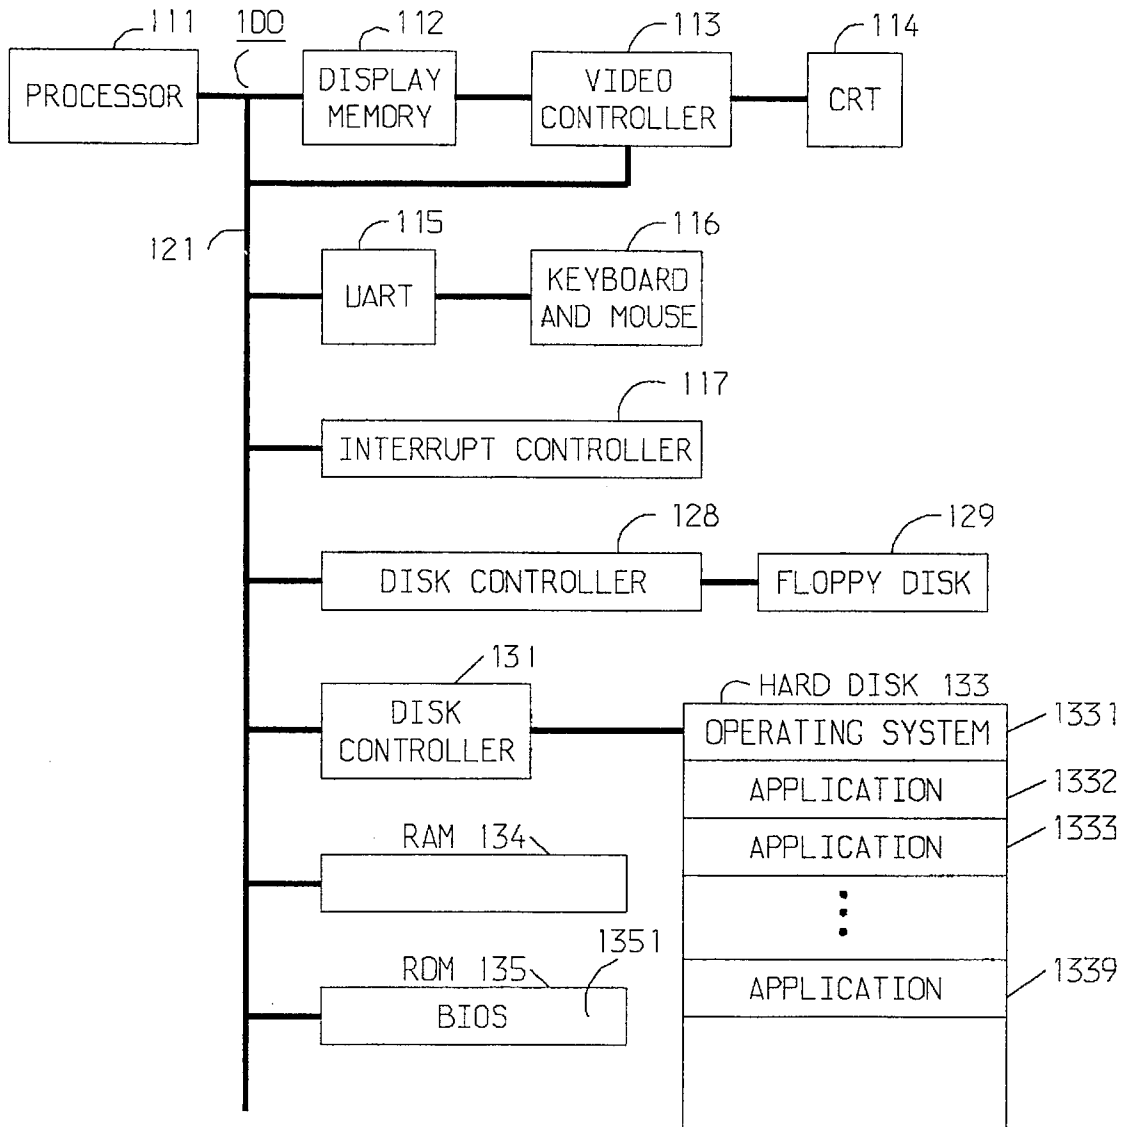 111
100
112
113
114
PROCESSOR
DISPLAY
MEMORY
VIDEO
CONTROLLER
CRT
121
115
116
UART
KEYBOARD
AND MOUSE
117
INTERRUPT CONTROLLER
128
129
DISK CONTROLLER
FLOPPY DISK
131
DISK
CONTROLLER
HARD DISK 133
OPERATING SYSTEM
1331
APPLICATION
1332
APPLICATION
1333
RAM 134
ROM 135
1351
BIOS
APPLICATION
1339